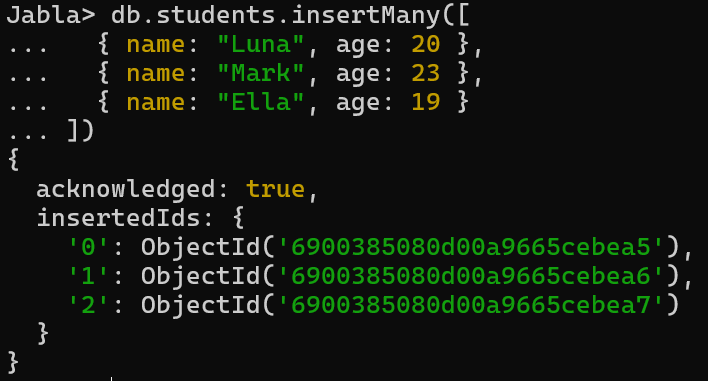 Jabla> db.students.insertMany([
...   { name: "Luna", age: 20 },
...   { name: "Mark", age: 23 },
...   { name: "Ella", age: 19 }
... ])
{
  acknowledged: true,
  insertedIds: {
    '0': ObjectId('6900385080d00a9665cebea5'),
    '1': ObjectId('6900385080d00a9665cebea6'),
    '2': ObjectId('6900385080d00a9665cebea7')
  }
}